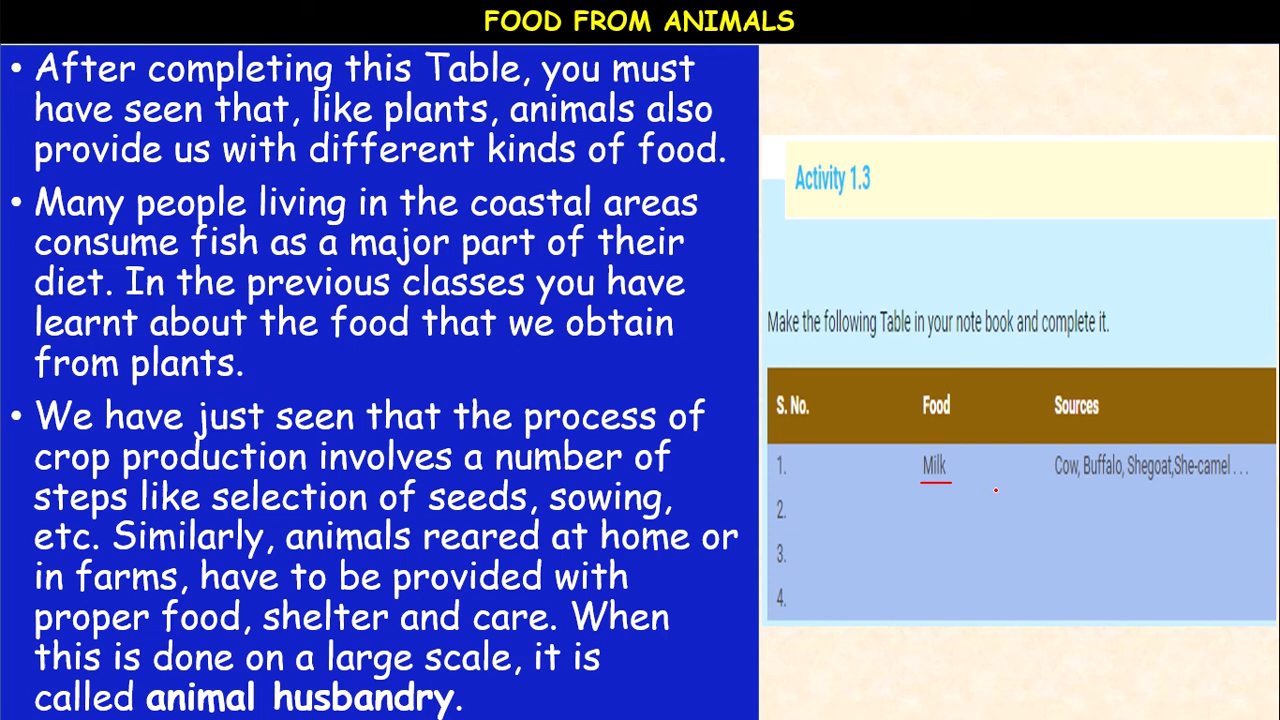 FOOD FROM ANIMALS
• After completing this Table, you must
have seen that, like plants, animals also
provide us with different kinds of food.
• Many people living in the coastal areas
consume fish as a major part of their
diet. In the previous classes you have
learnt about the food that we obtain
from plants.
• We have just seen that the process of
crop production involves a number of
steps like selection of seeds, sowing,
etc. Similarly, animals reared at home or
in farms, have to be provided with
proper food, shelter and care. When
this is done on a large scale, it is
called animal husbandry.
Activity 1.3
Make the following Table in your note book and complete it.
S. No. Food Sources
1. Milk Cow, Buffalo, Shegoat,She-camel . . .
2.
3.
4.